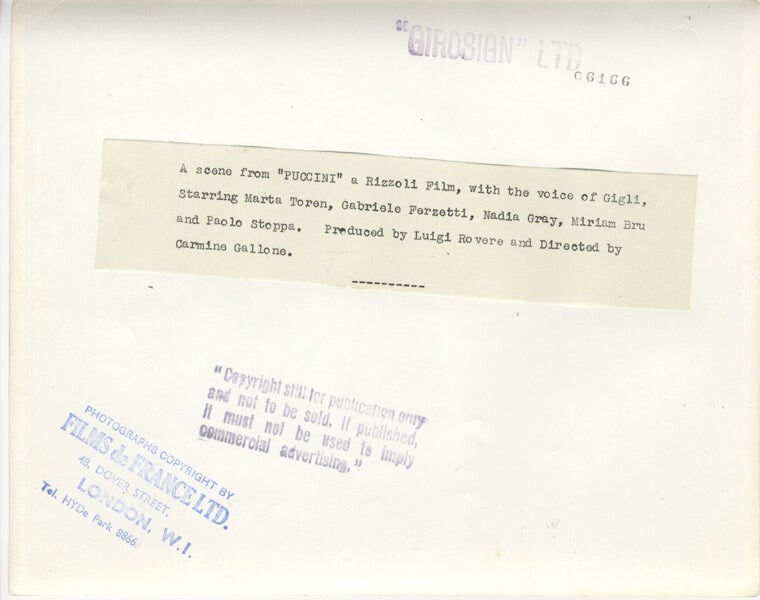 "GIROSIGN" LTD
06166
A scene from "PUCCINI" a Rizzoli Film, with the voice of Gigli,
Starring Marta Toren, Gabriele Ferzetti, Nadia Gray, Miriam Bru
and Paolo Stoppa. Produced by Luigi Rovere and Directed by
Carmine Gallone.
----------
"Copyright still for publication only
and not to be sold. If published,
it must not be used to imply
commercial advertising."
PHOTOGRAPHS COPYRIGHT BY
FILMS de FRANCE LTD.
48, DOVER STREET,
LONDON, W.I.
Tel. HYDe Park 8866.